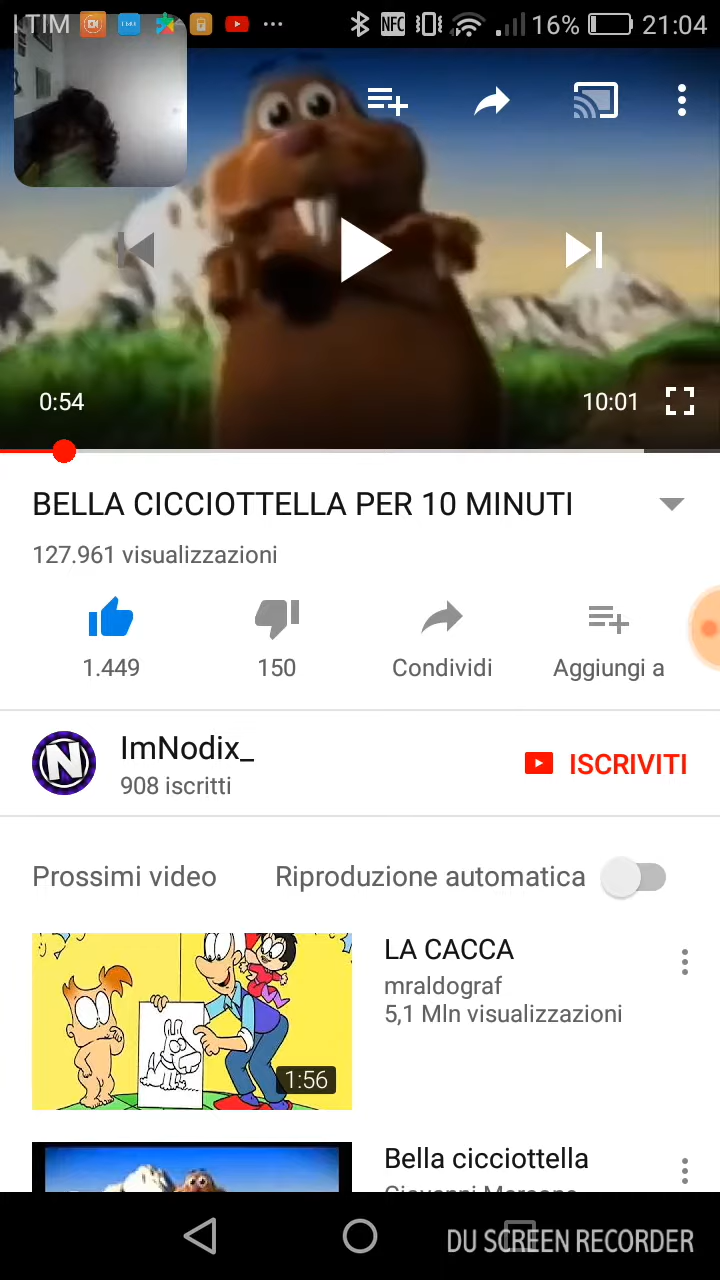 TIM
NFC
16%
21:04
0:54
10:01
BELLA CICCIOTTELLA PER 10 MINUTI
127.961 visualizzazioni
1.449
150
Condividi
Aggiungi a
N
ImNodix_
908 iscritti
ISCRIVITI
Prossimi video
Riproduzione automatica
LA CACCA
mraldograf
5,1 Mln visualizzazioni
1:56
Bella cicciottella
DU SCREEN RECORDER